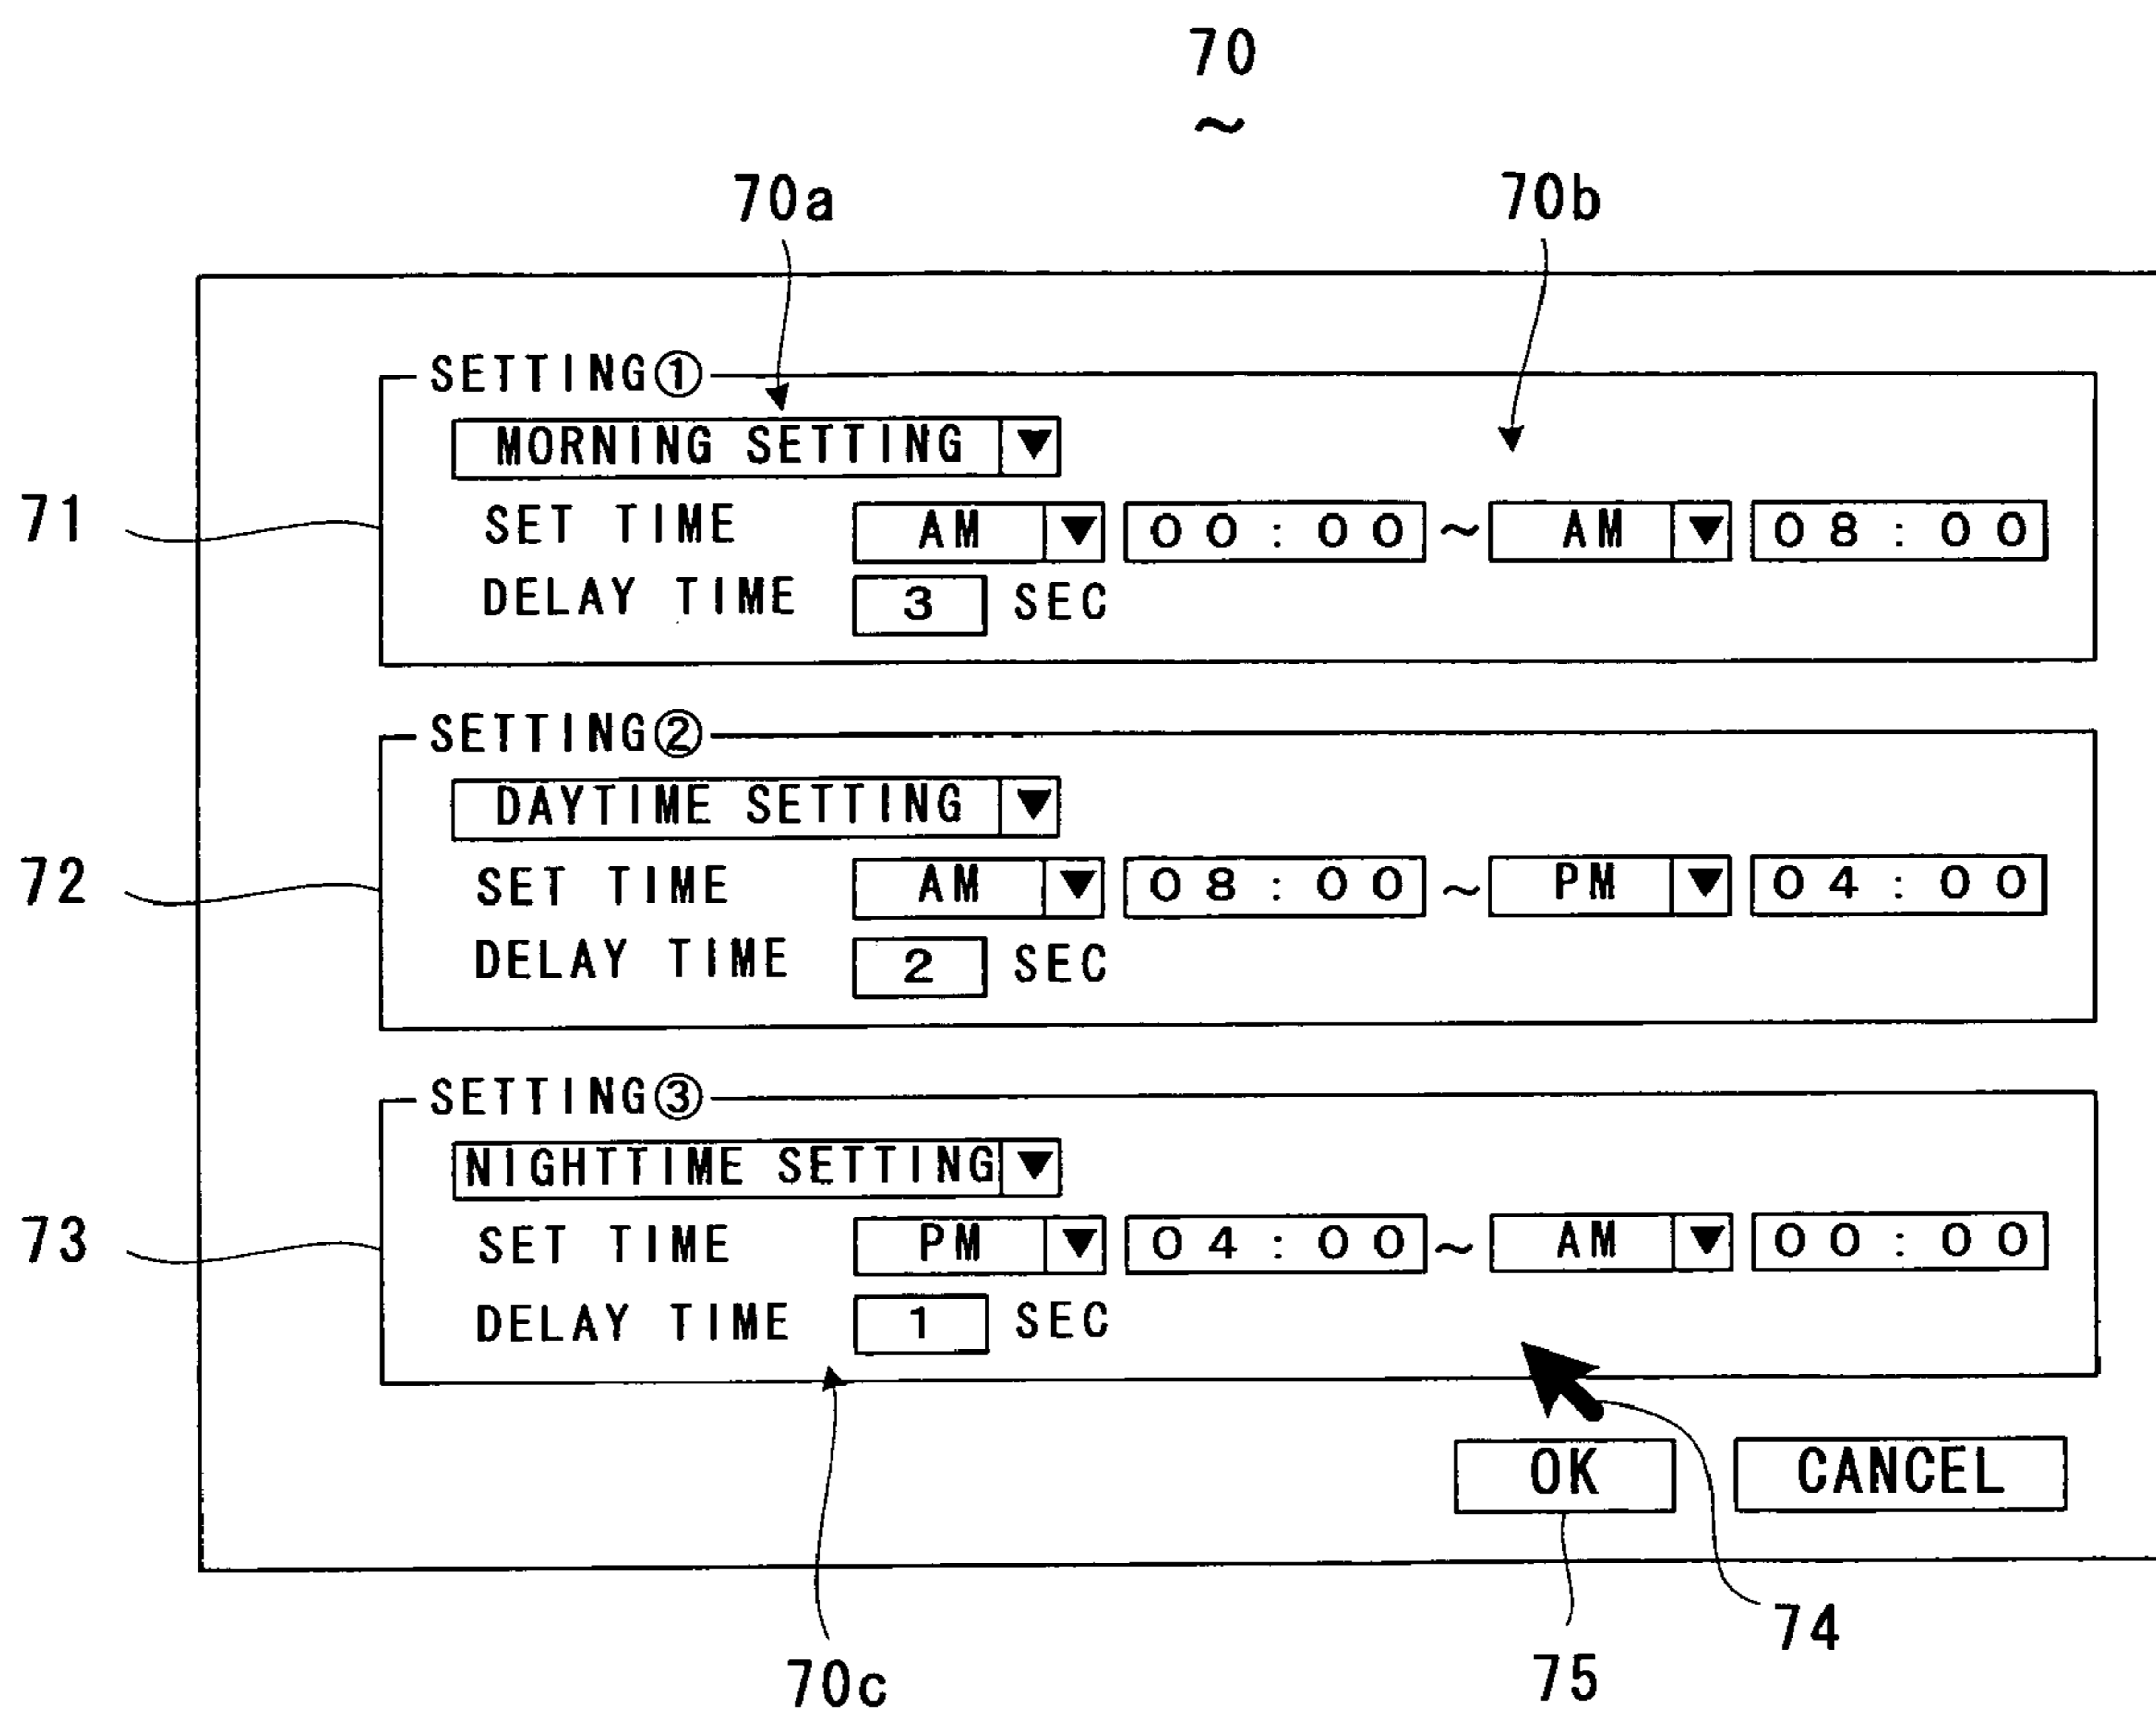 70
~
70a 70b
SETTING①
MORNING SETTING ▼
71 SET TIME AM ▼ 00:00 ~ AM ▼ 08:00
DELAY TIME 3 SEC
SETTING②
DAYTIME SETTING ▼
72 SET TIME AM ▼ 08:00 ~ PM ▼ 04:00
DELAY TIME 2 SEC
SETTING③
NIGHTTIME SETTING ▼
73 SET TIME PM ▼ 04:00 ~ AM ▼ 00:00
DELAY TIME 1 SEC
OK CANCEL
70c 75 74